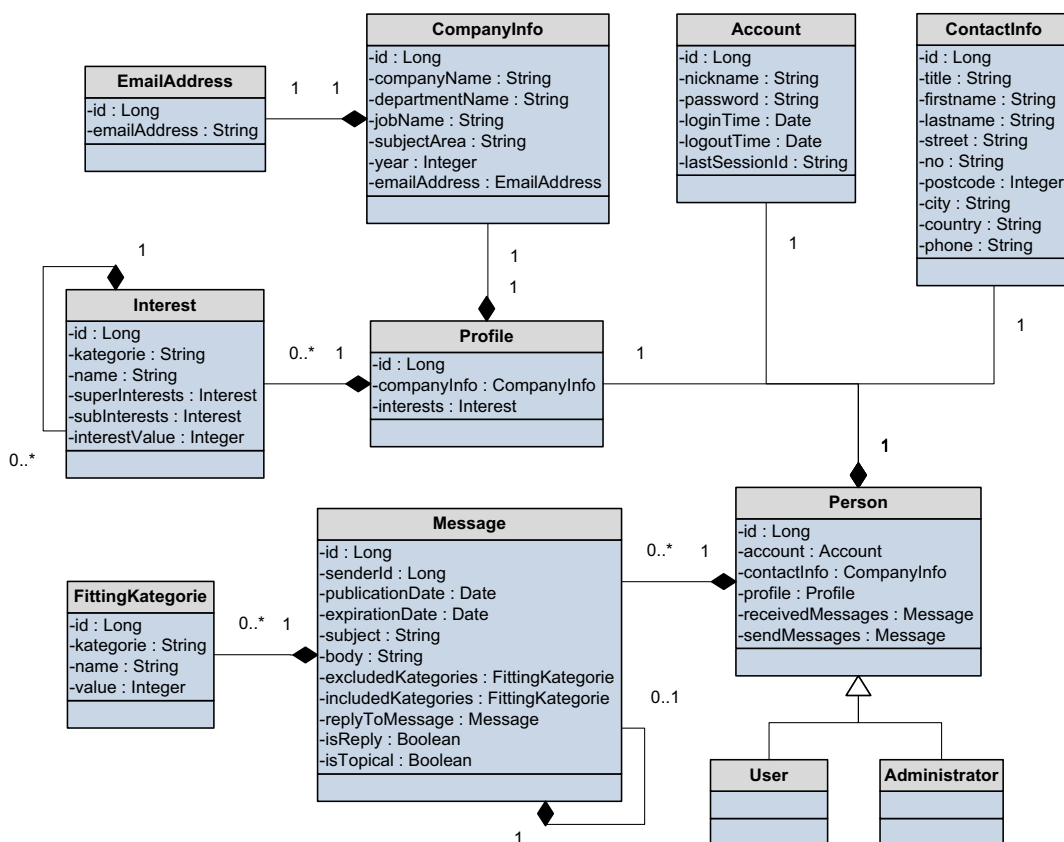 CompanyInfo
-id : Long
-companyName : String
-departmentName : String
-jobName : String
-subjectArea : String
-year : Integer
-emailAddress : EmailAddress
Account
-id : Long
-nickname : String
-password : String
-loginTime : Date
-logoutTime : Date
-lastSessionId : String
ContactInfo
-id : Long
-title : String
-firstname : String
-lastname : String
-street : String
-no : String
-postcode : Integer
-city : String
-country : String
-phone : String
EmailAddress
-id : Long
-emailAddress : String
1 1
1
1
1
1
1
Interest
-id : Long
-kategorie : String
-name : String
-superInterests : Interest
-subInterests : Interest
-interestValue : Integer
0..*
0..* 1
Profile
-id : Long
-companyInfo : CompanyInfo
-interests : Interest
1
1
Person
-id : Long
-account : Account
-contactInfo : CompanyInfo
-profile : Profile
-receivedMessages : Message
-sendMessages : Message
Message
-id : Long
-senderId : Long
-publicationDate : Date
-expirationDate : Date
-subject : String
-body : String
-excludedKategories : FittingKategorie
-includedKategories : FittingKategorie
-replyToMessage : Message
-isReply : Boolean
-isTopical : Boolean
0..* 1
FittingKategorie
-id : Long
-kategorie : String
-name : String
-value : Integer
0..* 1
0..1
1
User
Administrator